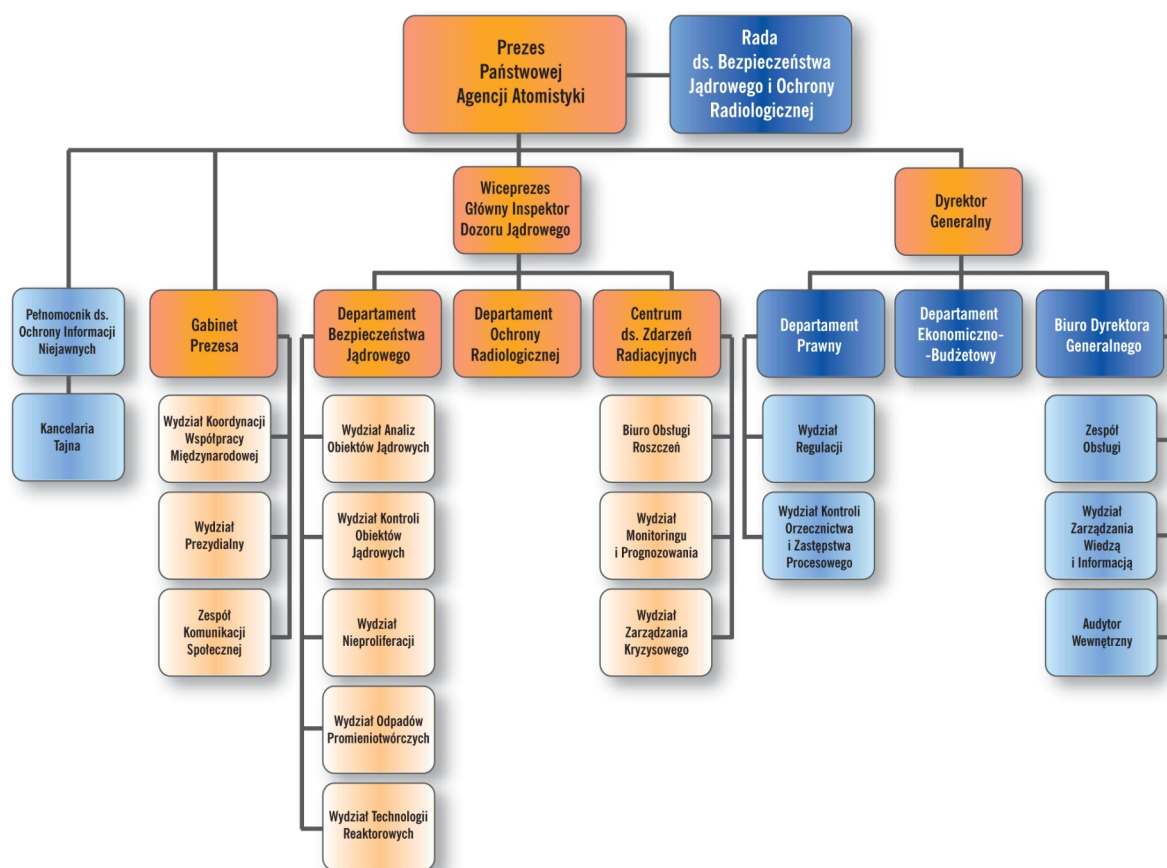 Prezes
Państwowej
Agencji Atomistyki
Rada
ds. Bezpieczeństwa
Jądrowego i Ochrony
Radiologicznej
Wiceprezes
Główny Inspektor
Dozoru Jądrowego
Dyrektor
Generalny
Pełnomocnik ds.
Ochrony Informacji
Niejawnych
Gabinet
Prezesa
Departament
Bezpieczeństwa
Jądrowego
Departament
Ochrony
Radiologicznej
Centrum
ds. Zdarzeń
Radiacyjnych
Departament
Prawny
Departament
Ekonomiczno-
-Budżetowy
Biuro Dyrektora
Generalnego
Kancelaria
Tajna
Wydział Koordynacji
Współpracy
Międzynarodowej
Wydział Analiz
Obiektów Jądrowych
Biuro Obsługi
Roszczeń
Wydział
Regulacji
Zespół
Obsługi
Wydział
Prezydialny
Wydział Kontroli
Obiektów
Jądrowych
Wydział
Monitoringu
i Prognozowania
Wydział Kontroli
Orzecznictwa
i Zastępstwa
Procesowego
Wydział
Zarządzania
Wiedzą
i Informacją
Zespół
Komunikacji
Społecznej
Wydział
Nieproliferacji
Wydział
Zarządzania
Kryzysowego
Audytor
Wewnętrzny
Wydział Odpadów
Promieniotwórczych
Wydział Technologii
Reaktorowych